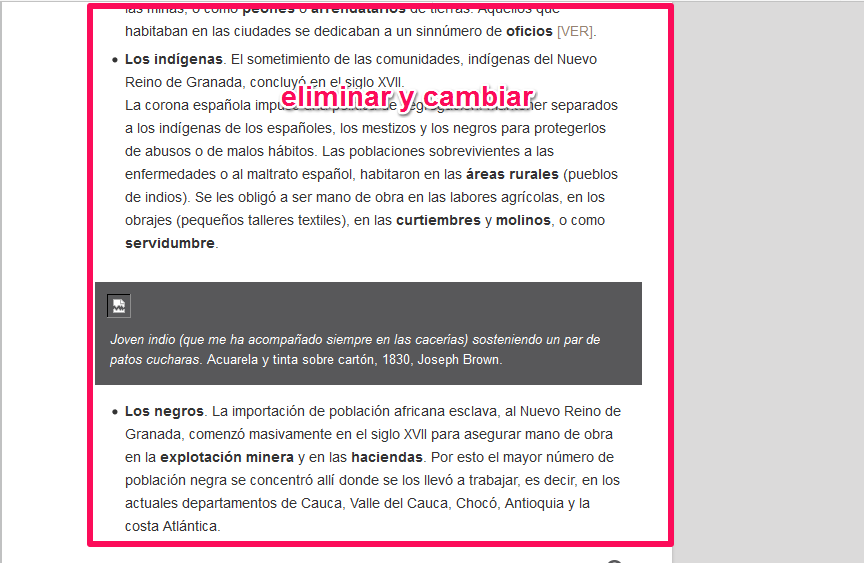 las minas, o como peones o arrendatarios de tierras. Aquellos que
habitaban en las ciudades se dedicaban a un sinnúmero de oficios [VER].
• Los indígenas. El sometimiento de las comunidades, indígenas del Nuevo
Reino de Granada, concluyó en el siglo XVII.
eliminar y cambiar
La corona española impuso una política de segregación: mantener separados
a los indígenas de los españoles, los mestizos y los negros para protegerlos
de abusos o de malos hábitos. Las poblaciones sobrevivientes a las
enfermedades o al maltrato español, habitaron en las áreas rurales (pueblos
de indios). Se les obligó a ser mano de obra en las labores agrícolas, en los
obrajes (pequeños talleres textiles), en las curtiembres y molinos, o como
servidumbre.
Joven indio (que me ha acompañado siempre en las cacerías) sosteniendo un par de
patos cucharas. Acuarela y tinta sobre cartón, 1830, Joseph Brown.
• Los negros. La importación de población africana esclava, al Nuevo Reino de
Granada, comenzó masivamente en el siglo XVII para asegurar mano de obra
en la explotación minera y en las haciendas. Por esto el mayor número de
población negra se concentró allí donde se los llevó a trabajar, es decir, en los
actuales departamentos de Cauca, Valle del Cauca, Chocó, Antioquia y la
costa Atlántica.